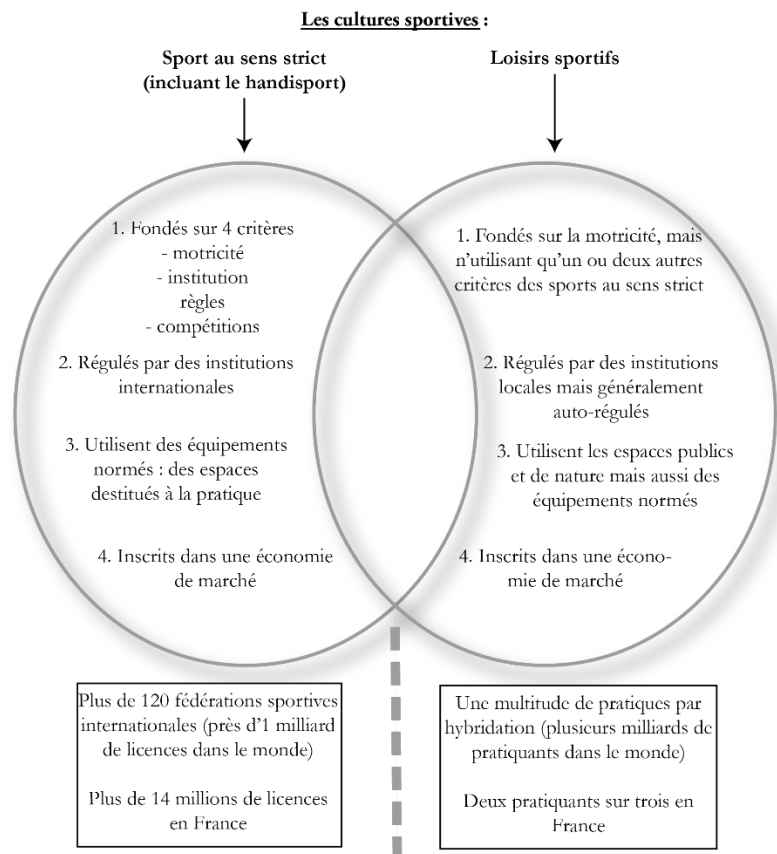 Les cultures sportives :
Sport au sens strict
(incluant le handisport)
Loisirs sportifs
1. Fondés sur 4 critères
- motricité
- institution
règles
- compétitions
2. Régulés par des institutions
internationales
3. Utilisent des équipements
normés : des espaces
destitués à la pratique
4. Inscrits dans une économie
de marché
1. Fondés sur la motricité, mais
n'utilisant qu'un ou deux autres
critères des sports au sens strict
2. Régulés par des institutions
locales mais généralement
auto-régulés
3. Utilisent les espaces publics
et de nature mais aussi des
équipements normés
4. Inscrits dans une écono-
mie de marché
Plus de 120 fédérations sportives
internationales (près d'1 milliard
de licences dans le monde)
Plus de 14 millions de licences
en France
Une multitude de pratiques par
hybridation (plusieurs milliards de
pratiquants dans le monde)
Deux pratiquants sur trois en
France